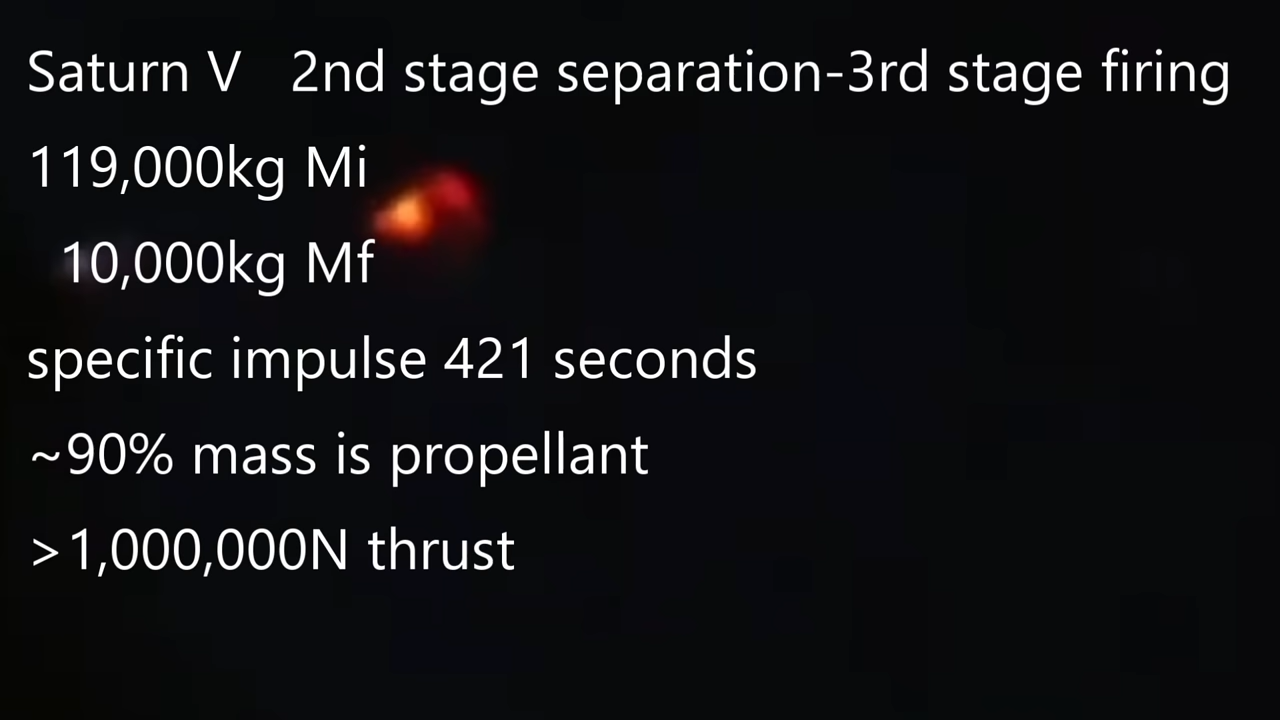 Saturn V 2nd stage separation-3rd stage firing
119,000kg Mi
10,000kg Mf
specific impulse 421 seconds
~90% mass is propellant
>1,000,000N thrust